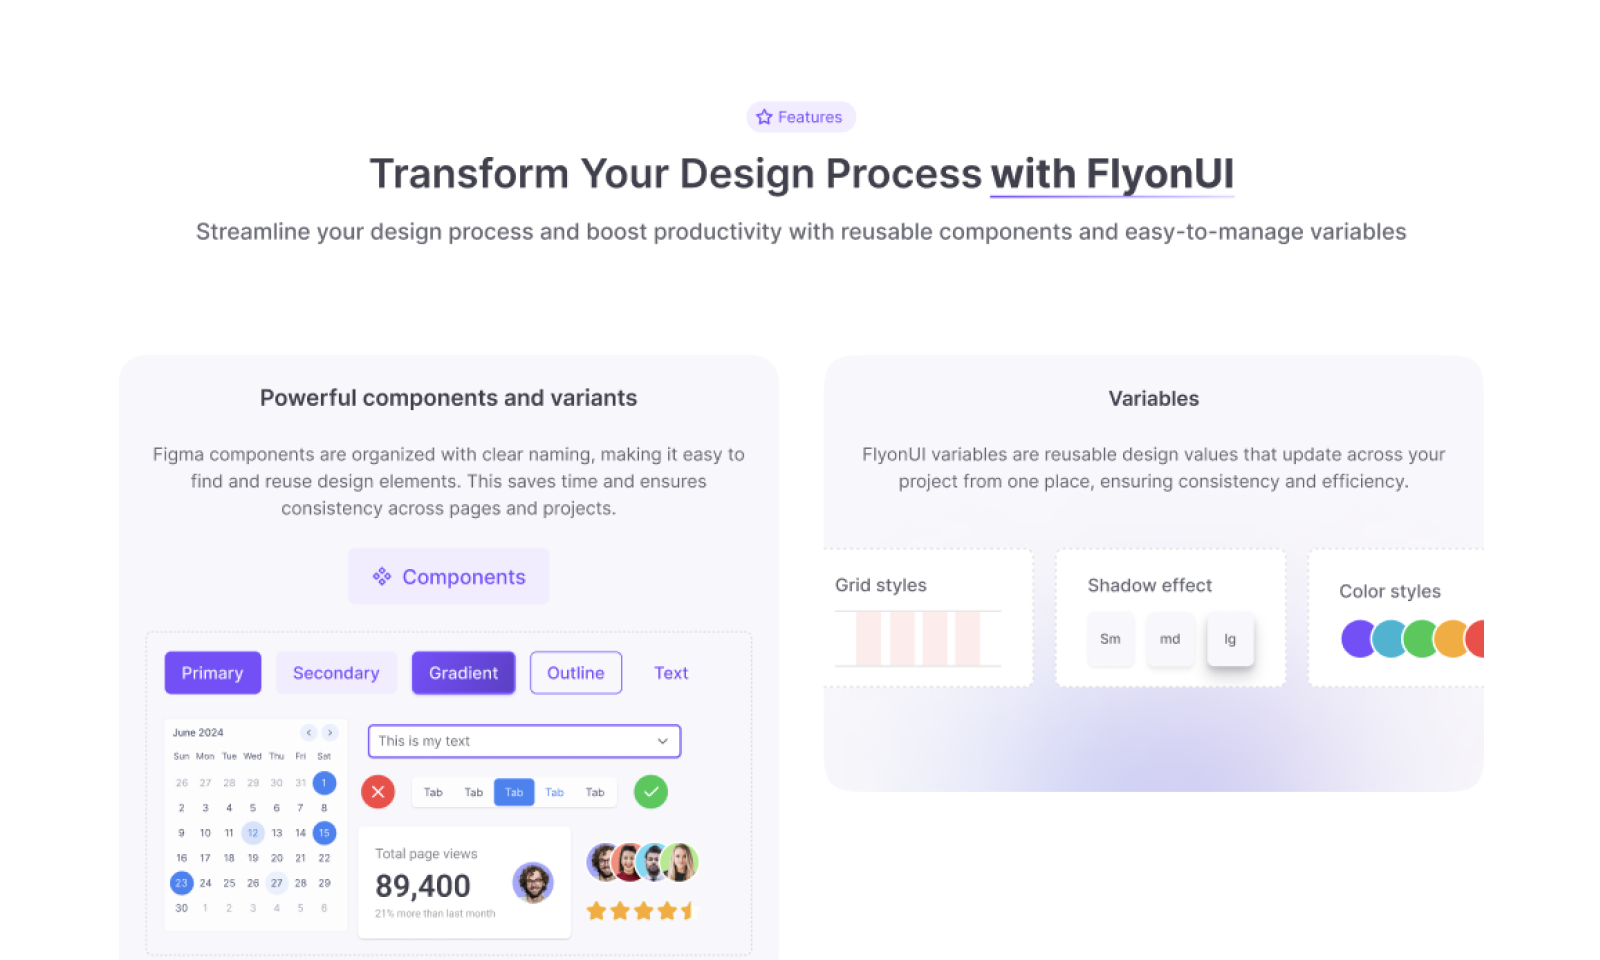 Features
Transform Your Design Process with FlyonUI
Streamline your design process and boost productivity with reusable components and easy-to-manage variables
Powerful components and variants
Figma components are organized with clear naming, making it easy to
find and reuse design elements. This saves time and ensures
consistency across pages and projects.
Components
Primary Secondary Gradient Outline Text
June 2024
Sun Mon Tue Wed Thu Fri Sat
26 27 28 29 30 31 1
2 3 4 5 6 7 8
9 10 11 12 13 14 15
16 17 18 19 20 21 22
23 24 25 26 27 28 29
30 1 2 3 4 5 6
This is my text
Tab Tab Tab Tab Tab
Total page views
89,400
21% more than last month
Variables
FlyonUI variables are reusable design values that update across your
project from one place, ensuring consistency and efficiency.
Grid styles
Shadow effect
Sm md lg
Color styles